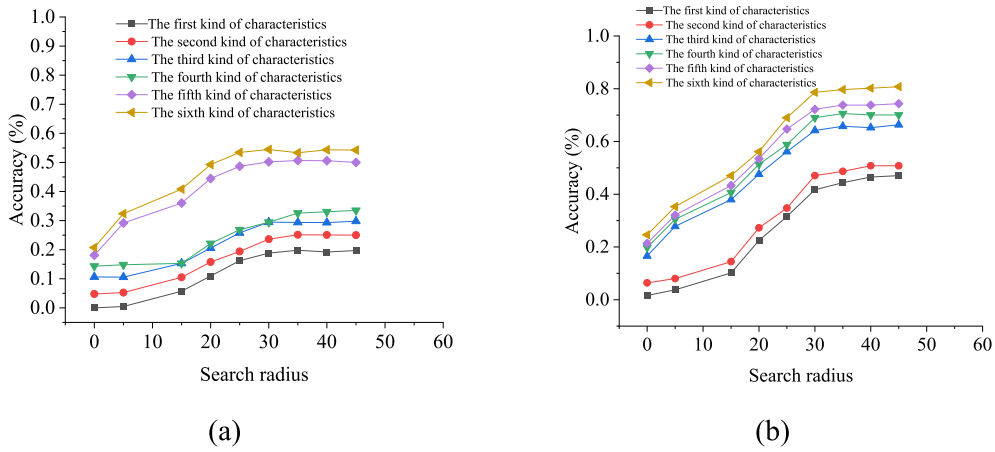 The first kind of characteristics
The second kind of characteristics
The third kind of characteristics
The fourth kind of characteristics
The fifth kind of characteristics
The sixth kind of characteristics
Accuracy (%)
1.0
0.9
0.8
0.7
0.6
0.5
0.4
0.3
0.2
0.1
0.0
0 10 20 30 40 50 60
Search radius
(a)
The first kind of characteristics
The second kind of characteristics
The third kind of characteristics
The fourth kind of characteristics
The fifth kind of characteristics
The sixth kind of characteristics
Accuracy (%)
1.0
0.8
0.6
0.4
0.2
0.0
0 10 20 30 40 50 60
Search radius
(b)